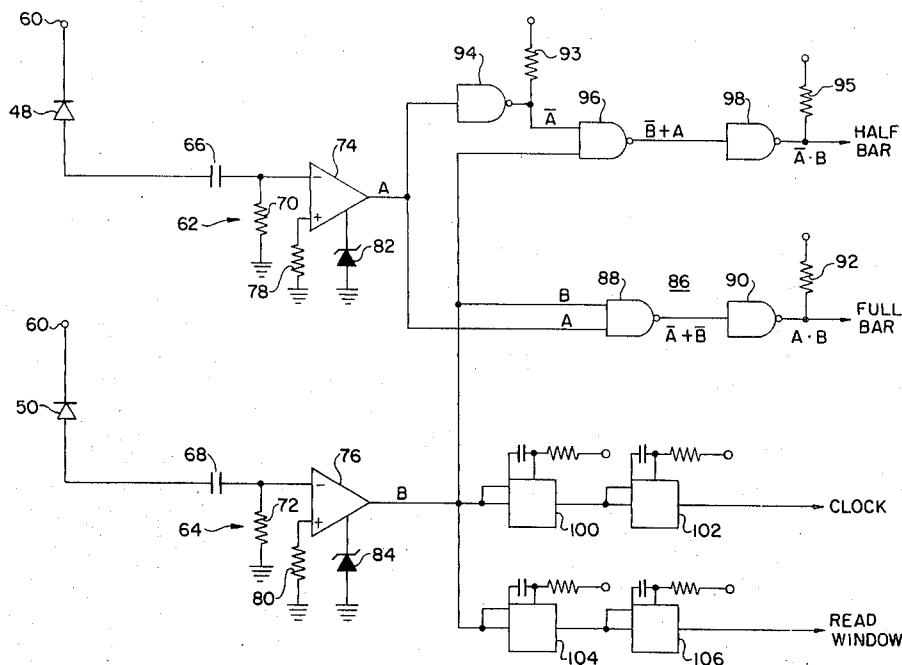 60
48
66
62
70
74
78
82
A
94
93
A̅
96
B̅+A
98
95
A̅·B
HALF
BAR
B
A
88
86
A̅+B̅
90
92
A·B
FULL
BAR
60
50
68
64
72
76
80
84
B
100
102
CLOCK
104
106
READ
WINDOW